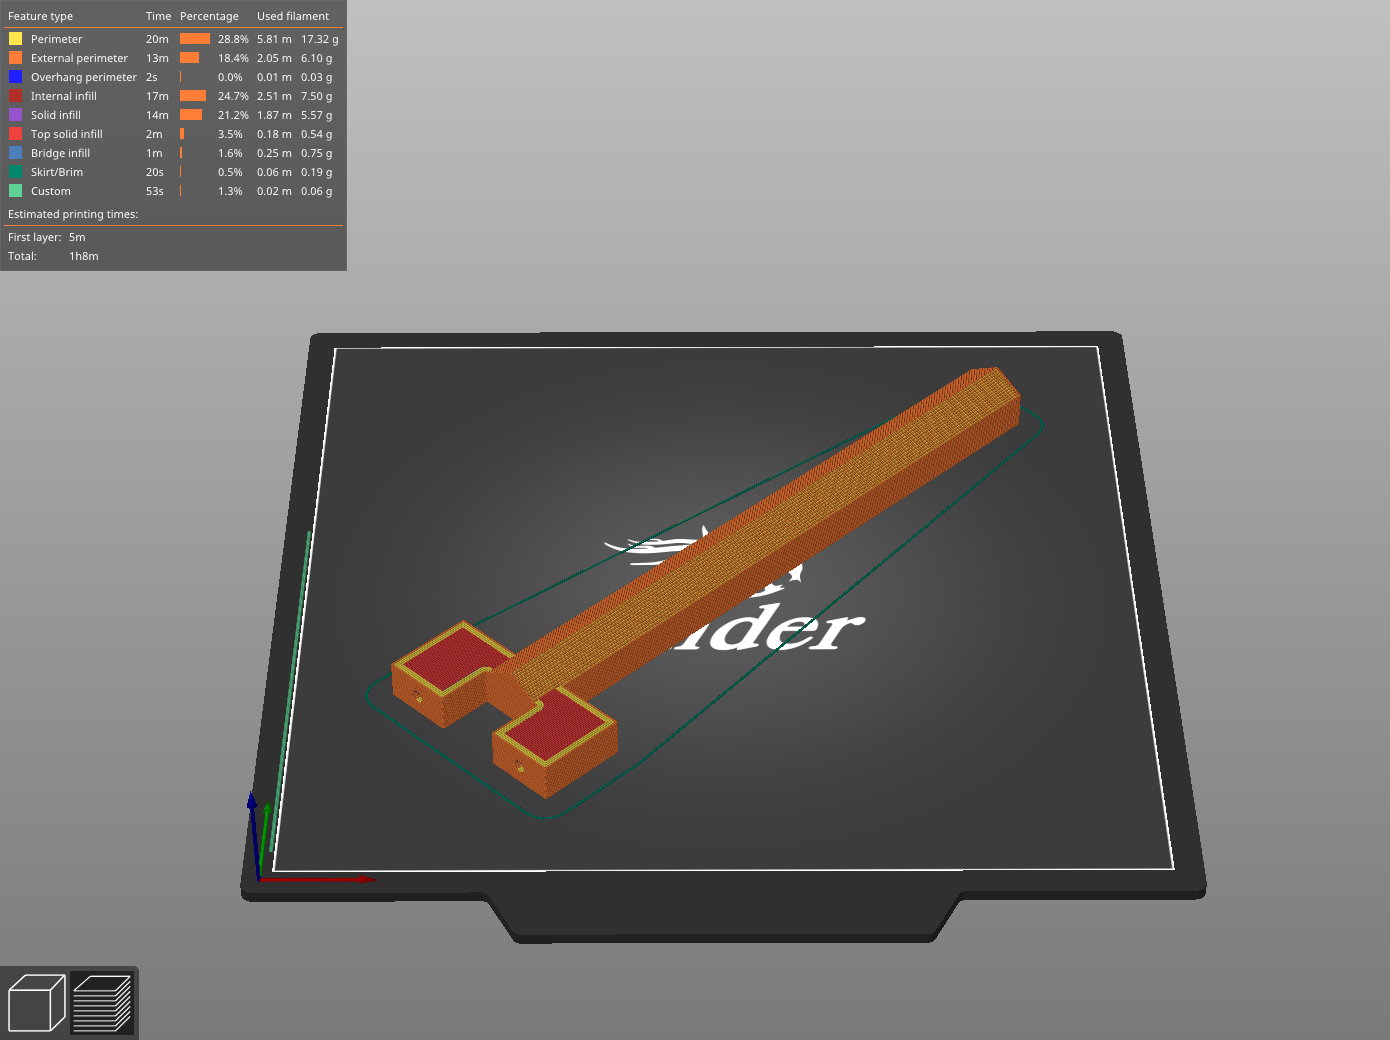 Feature type Time Percentage Used filament
Perimeter 20m 28.8% 5.81 m 17.32 g
External perimeter 13m 18.4% 2.05 m 6.10 g
Overhang perimeter 2s 0.0% 0.01 m 0.03 g
Internal infill 17m 24.7% 2.51 m 7.50 g
Solid infill 14m 21.2% 1.87 m 5.57 g
Top solid infill 2m 3.5% 0.18 m 0.54 g
Bridge infill 1m 1.6% 0.25 m 0.75 g
Skirt/Brim 20s 0.5% 0.06 m 0.19 g
Custom 53s 1.3% 0.02 m 0.06 g
Estimated printing times:
First layer: 5m
Total: 1h8m